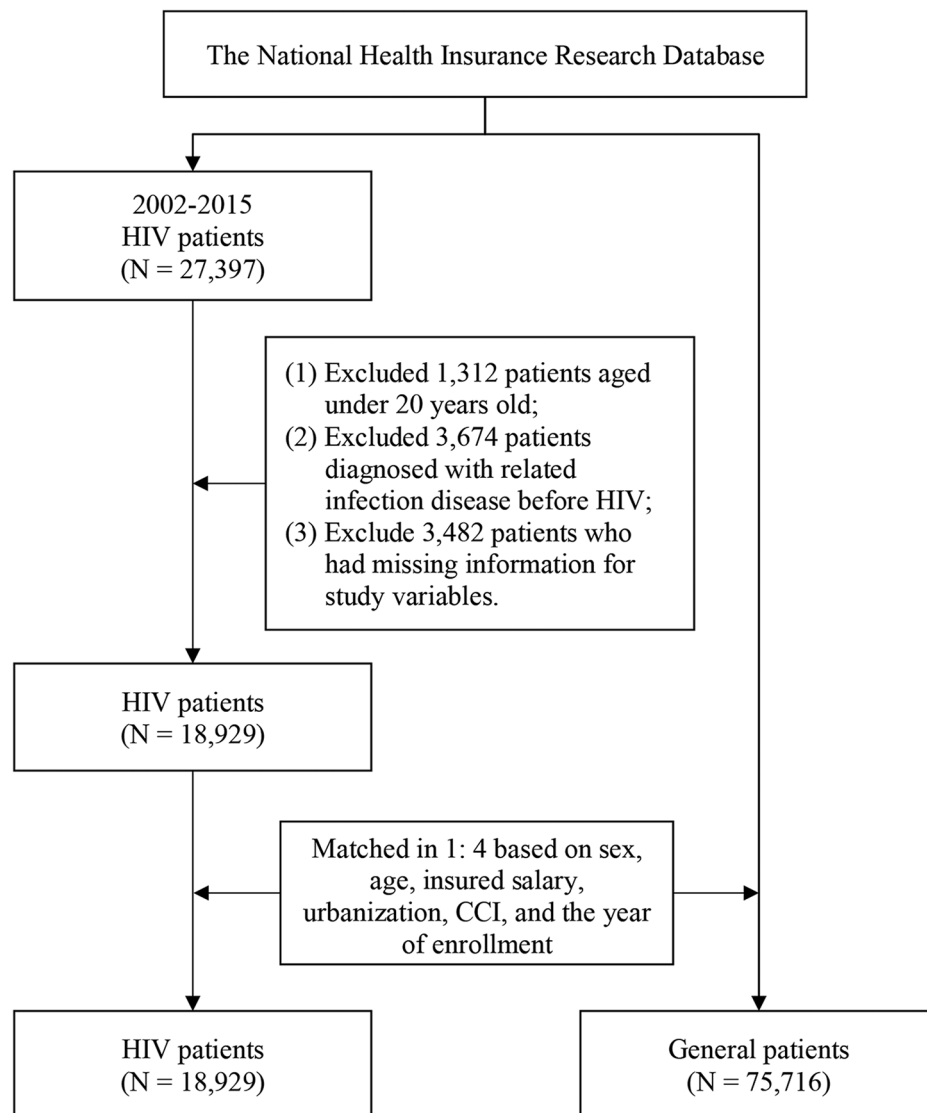 The National Health Insurance Research Database
2002-2015
HIV patients
(N = 27,397)
(1) Excluded 1,312 patients aged
under 20 years old;
(2) Excluded 3,674 patients
diagnosed with related
infection disease before HIV;
(3) Exclude 3,482 patients who
had missing information for
study variables.
HIV patients
(N = 18,929)
Matched in 1: 4 based on sex,
age, insured salary,
urbanization, CCI, and the year
of enrollment
HIV patients
(N = 18,929)
General patients
(N = 75,716)